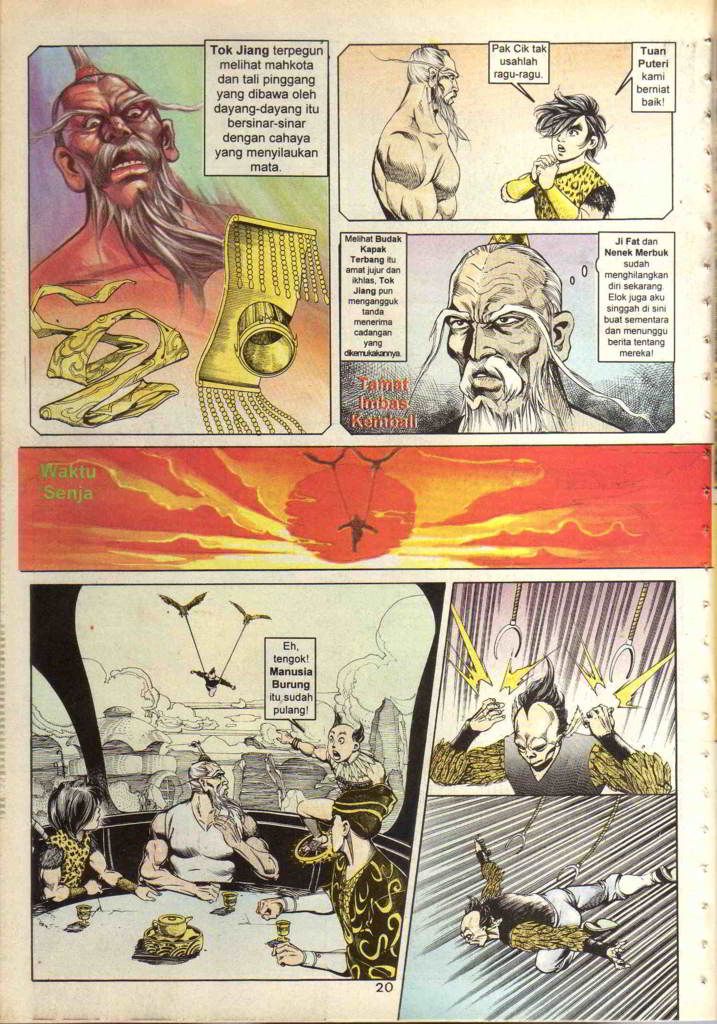 Tok Jiang terpegun
melihat mahkota
dan tali pinggang
yang dibawa oleh
dayang-dayang itu
bersinar-sinar
dengan cahaya
yang menyilaukan
mata.
Pak Cik tak
usahlah
ragu-ragu.
Tuan
Puteri
kami
berniat
baik!
Melihat Budak
Kapak
Terbang itu
amat jujur dan
ikhlas, Tok
Jiang pun
mengangguk
tanda
menerima
cadangan
yang
dikemukakannya.
Ji Fat dan
Nenek Merbuk
sudah
menghilangkan
diri sekarang.
Elok juga aku
singgah di sini
buat sementara
dan menunggu
berita tentang
mereka!
Tamat
Imbas
Kembali
Waktu
Senja
Eh,
tengok!
Manusia
Burung
itu sudah
pulang!
20